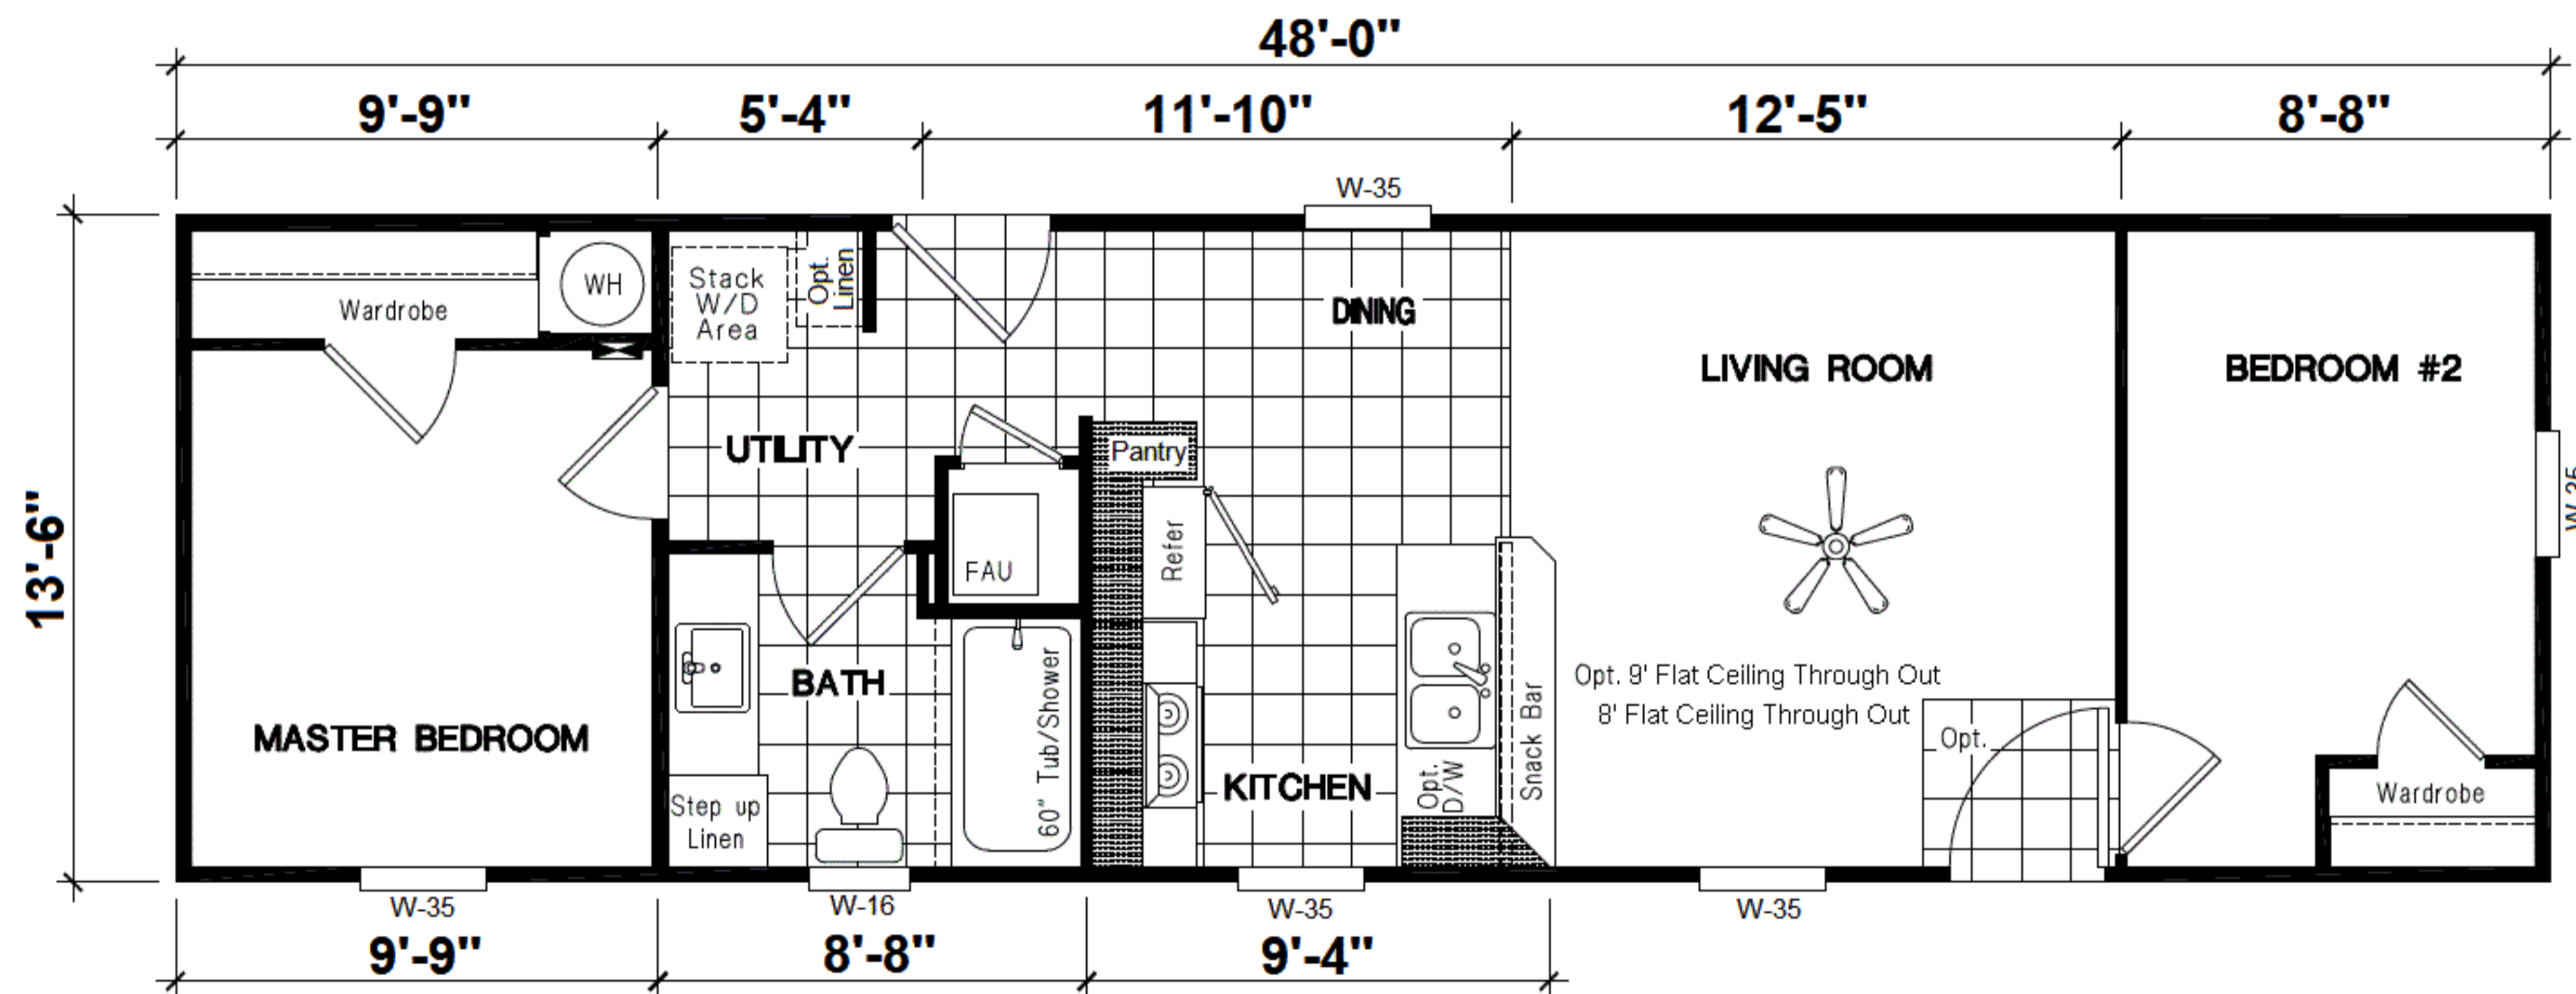 48'-0"
9'-9"
5'-4"
11'-10"
12'-5"
8'-8"
W-35
13'-6"
Wardrobe
WH
Stack
W/D
Area
Opt.
Linen
DINING
LIVING ROOM
BEDROOM #2
UTILITY
Pantry
W-35
Refer
FAU
MASTER BEDROOM
BATH
60" Tub/Shower
Step up
Linen
KITCHEN
Opt.
D/W
Snack Bar
Opt. 9' Flat Ceiling Through Out
8' Flat Ceiling Through Out
Opt.
Wardrobe
W-35
W-16
W-35
W-35
9'-9"
8'-8"
9'-4"